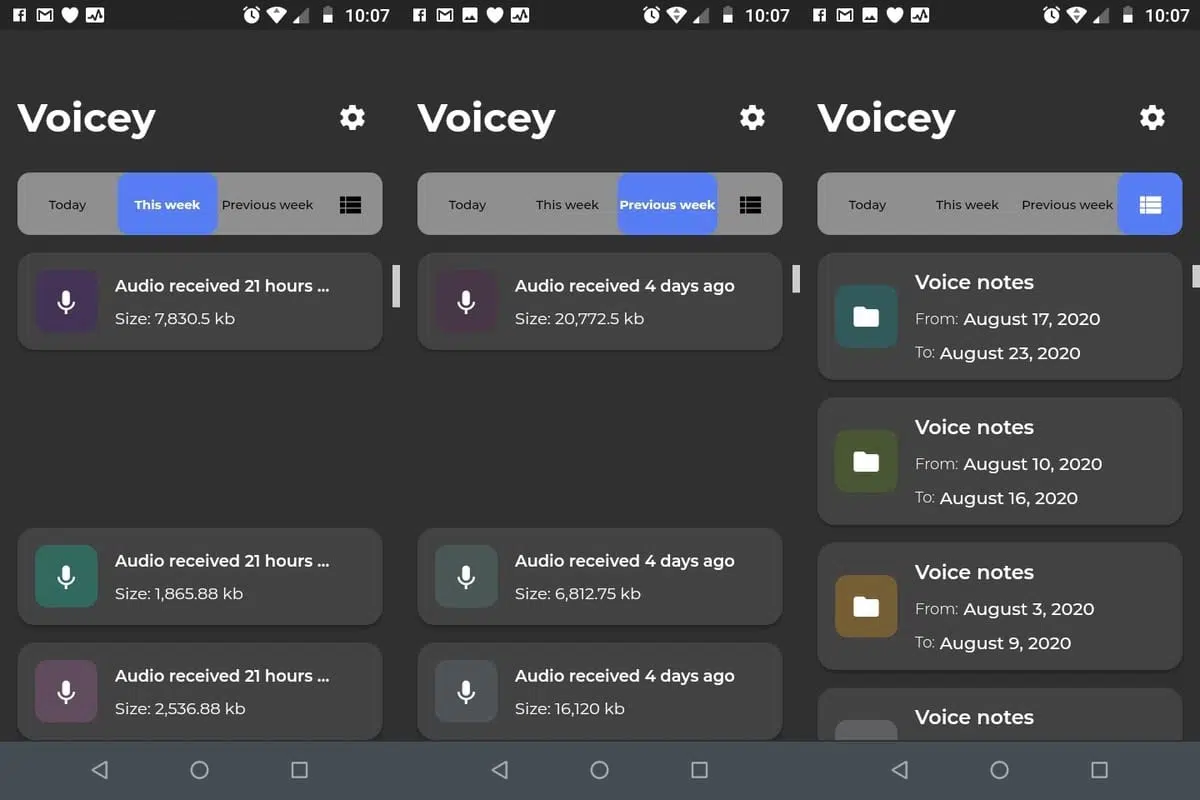 10:07
Voicey
Today This week Previous week
Audio received 21 hours ...
Size: 7,830.5 kb
Audio received 21 hours ...
Size: 1,865.88 kb
Audio received 21 hours ...
Size: 2,536.88 kb
10:07
Voicey
Today This week Previous week
Audio received 4 days ago
Size: 20,772.5 kb
Audio received 4 days ago
Size: 6,812.75 kb
Audio received 4 days ago
Size: 16,120 kb
10:07
Voicey
Today This week Previous week
Voice notes
From: August 17, 2020
To: August 23, 2020
Voice notes
From: August 10, 2020
To: August 16, 2020
Voice notes
From: August 3, 2020
To: August 9, 2020
Voice notes